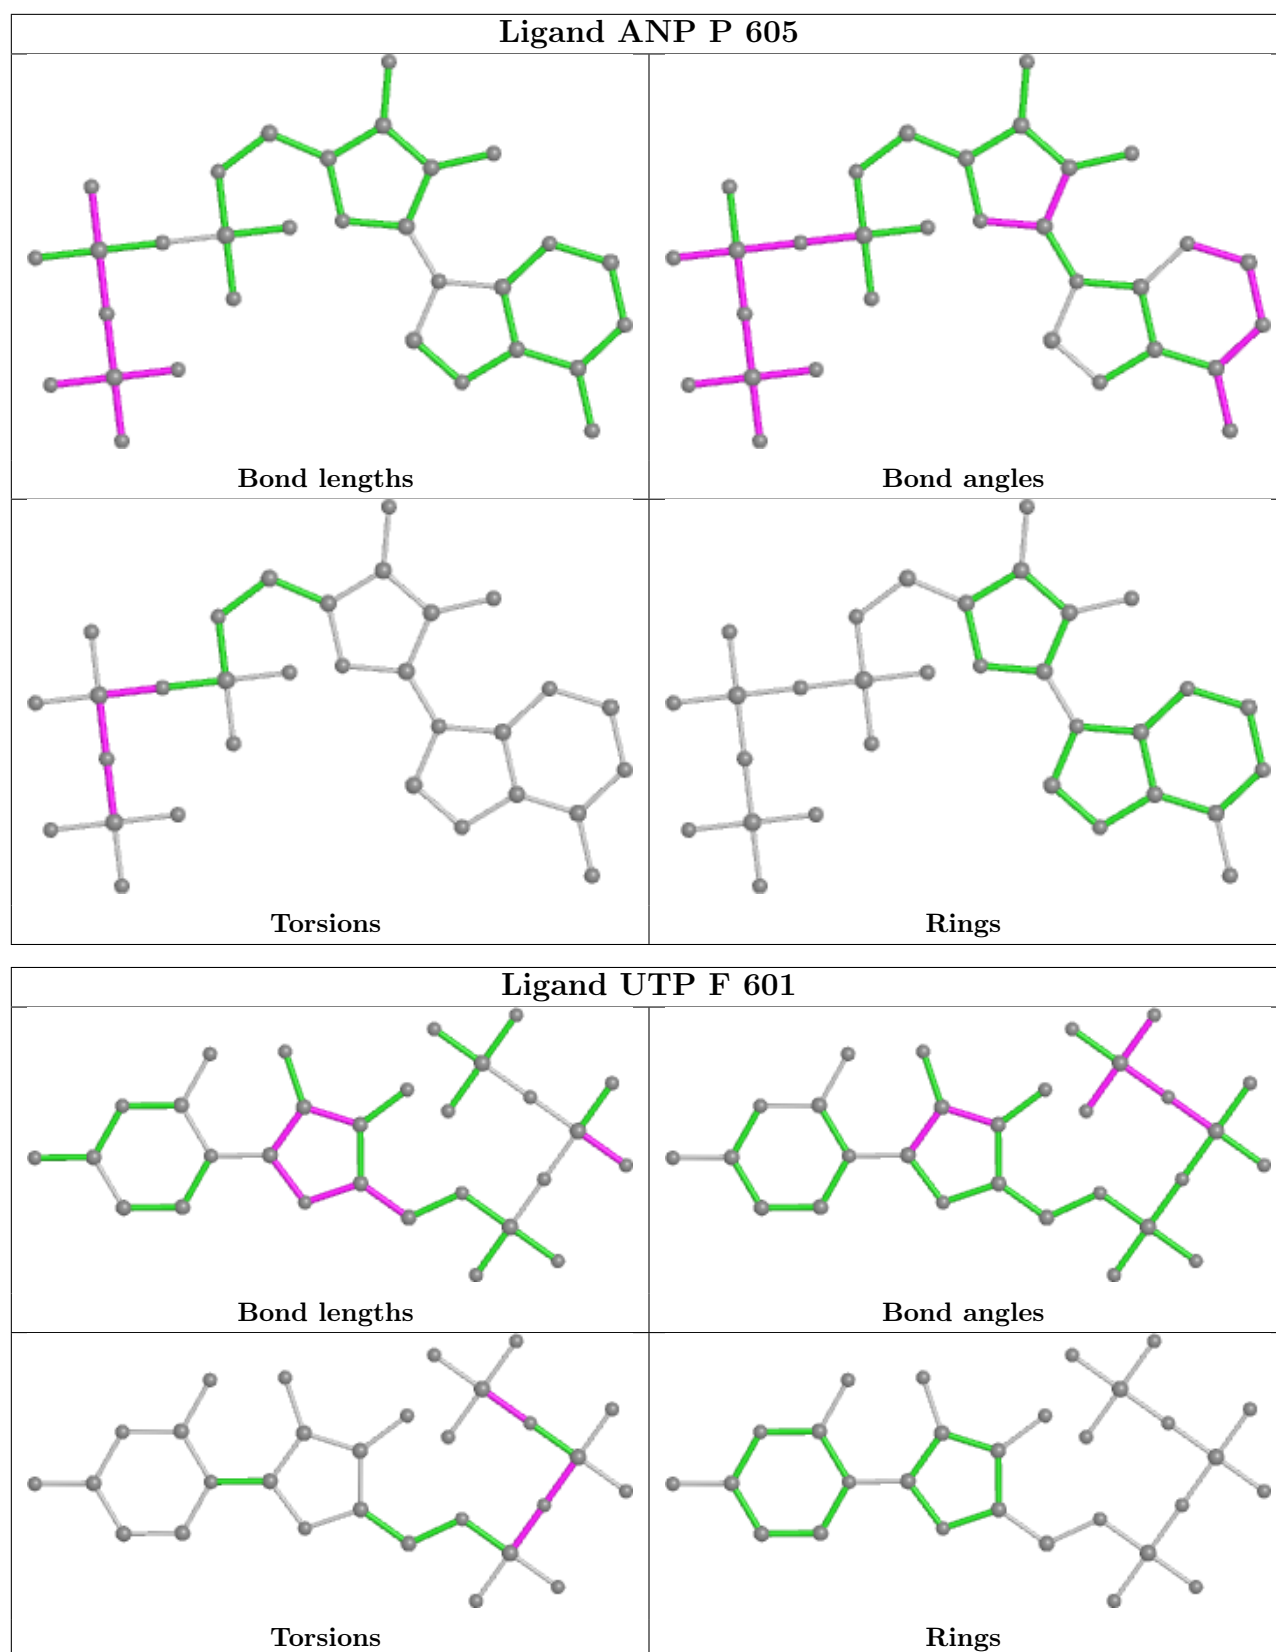 Ligand ANP P 605
Bond lengths
Bond angles
Torsions
Rings
Ligand UTP F 601
Bond lengths
Bond angles
Torsions
Rings